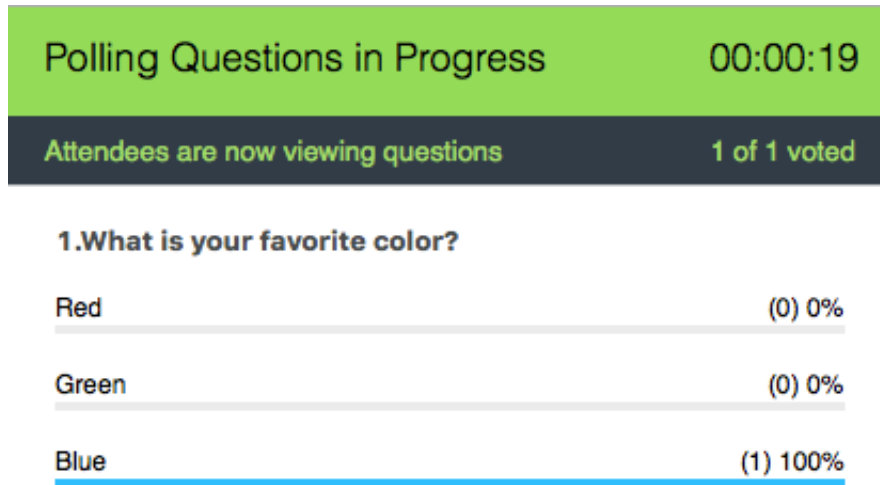 Polling Questions in Progress 00:00:19
Attendees are now viewing questions 1 of 1 voted
1.What is your favorite color?
Red (0) 0%
Green (0) 0%
Blue (1) 100%